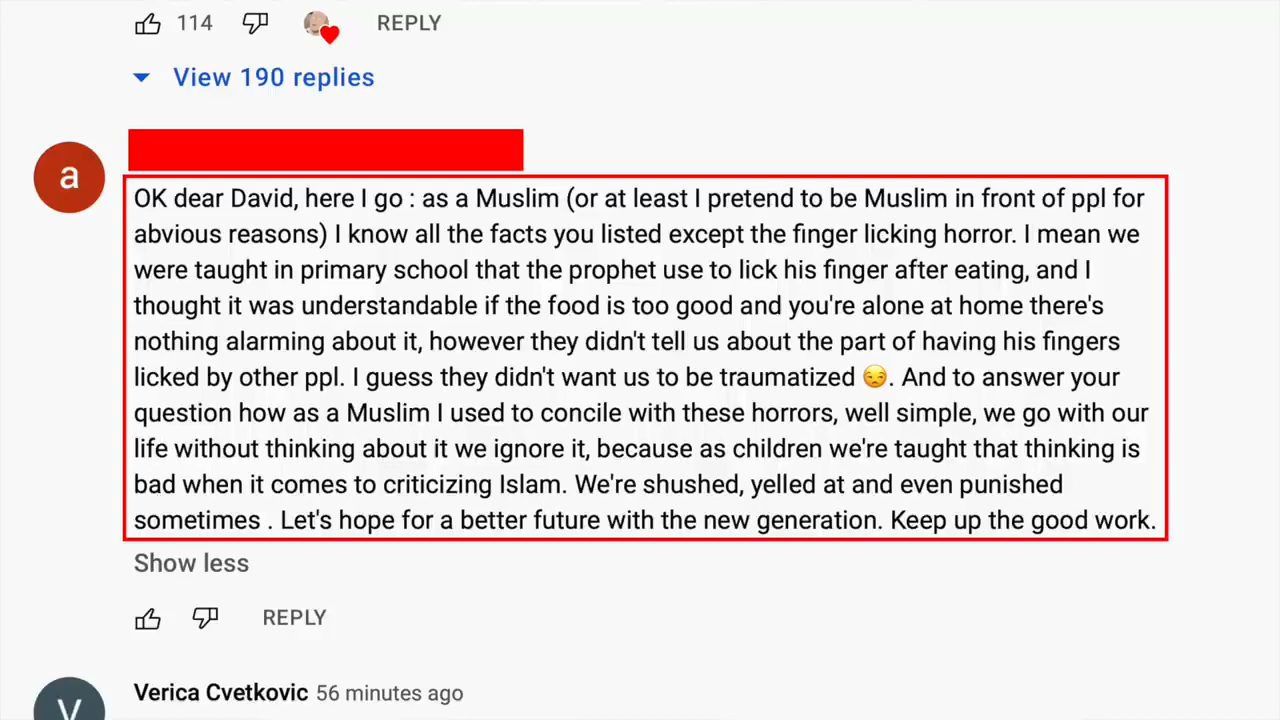 114 REPLY
View 190 replies
a
OK dear David, here I go : as a Muslim (or at least I pretend to be Muslim in front of ppl for
abvious reasons) I know all the facts you listed except the finger licking horror. I mean we
were taught in primary school that the prophet use to lick his finger after eating, and I
thought it was understandable if the food is too good and you're alone at home there's
nothing alarming about it, however they didn't tell us about the part of having his fingers
licked by other ppl. I guess they didn't want us to be traumatized 😒. And to answer your
question how as a Muslim I used to concile with these horrors, well simple, we go with our
life without thinking about it we ignore it, because as children we're taught that thinking is
bad when it comes to criticizing Islam. We're shushed, yelled at and even punished
sometimes . Let's hope for a better future with the new generation. Keep up the good work.
Show less
REPLY
V
Verica Cvetkovic 56 minutes ago